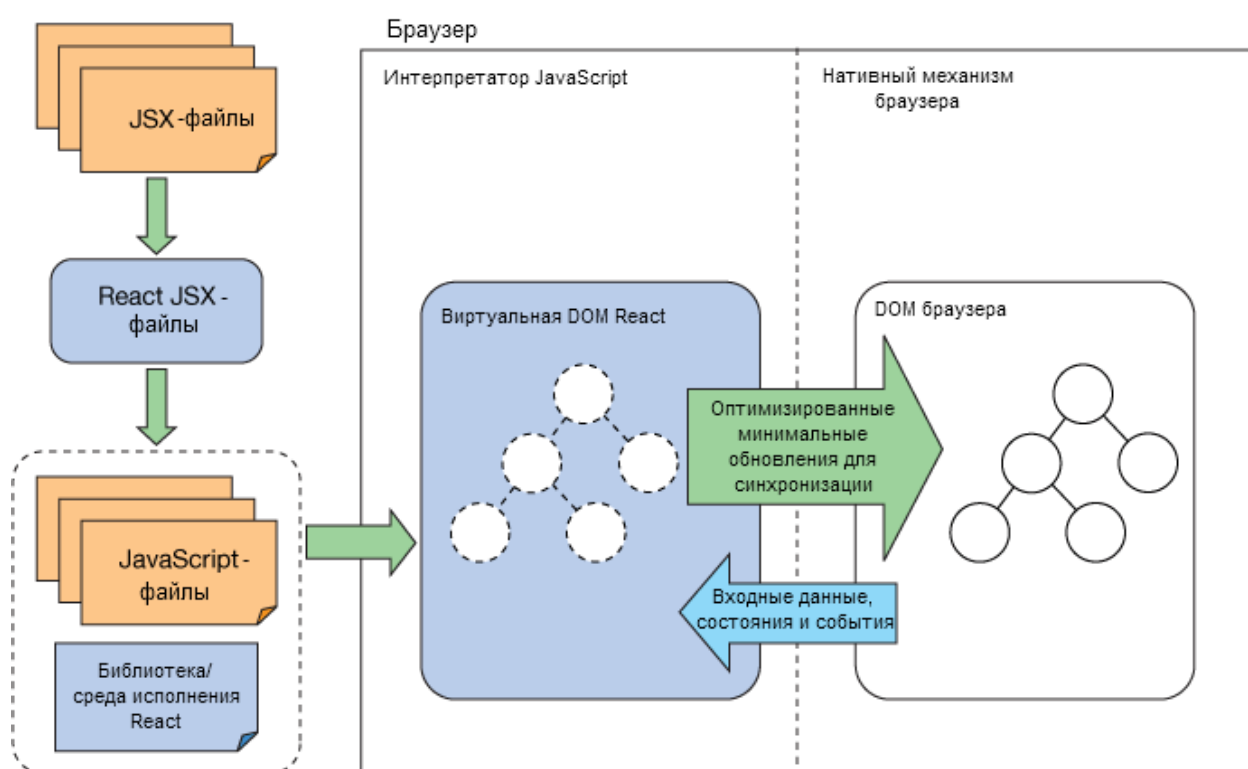 Браузер
Интерпретатор JavaScript
Нативный механизм
браузера
JSX-файлы
React JSX -
файлы
JavaScript -
файлы
Библиотека/
среда исполнения
React
Виртуальная DOM React
DOM браузера
Оптимизированные
минимальные
обновления для
синхронизации
Входные данные,
состояния и события